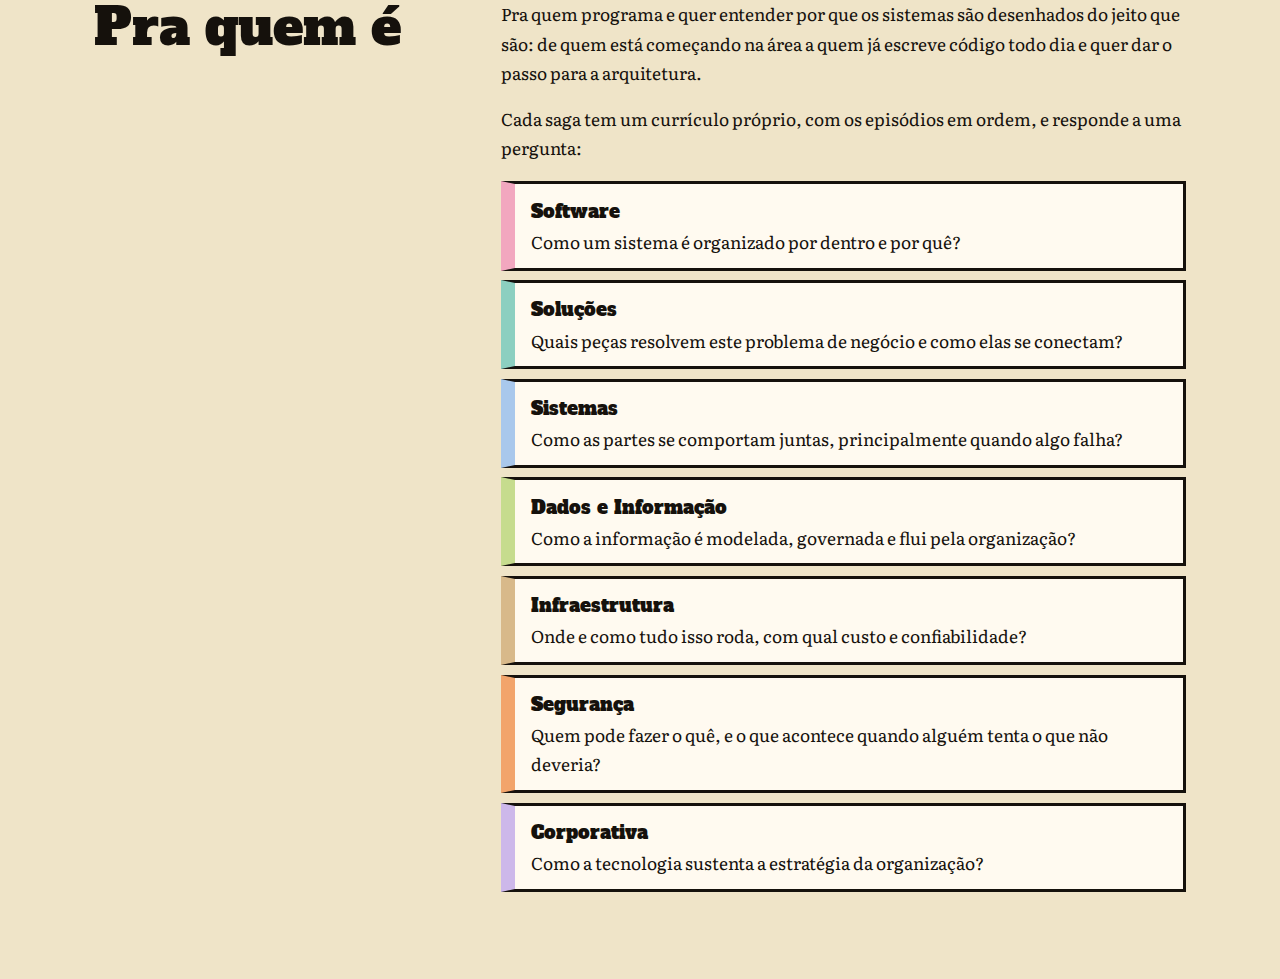 Pra quem é
Pra quem programa e quer entender por que os sistemas são desenhados do jeito que
são: de quem está começando na área a quem já escreve código todo dia e quer dar o
passo para a arquitetura.
Cada saga tem um currículo próprio, com os episódios em ordem, e responde a uma
pergunta:
Software
Como um sistema é organizado por dentro e por quê?
Soluções
Quais peças resolvem este problema de negócio e como elas se conectam?
Sistemas
Como as partes se comportam juntas, principalmente quando algo falha?
Dados e Informação
Como a informação é modelada, governada e flui pela organização?
Infraestrutura
Onde e como tudo isso roda, com qual custo e confiabilidade?
Segurança
Quem pode fazer o quê, e o que acontece quando alguém tenta o que não
deveria?
Corporativa
Como a tecnologia sustenta a estratégia da organização?